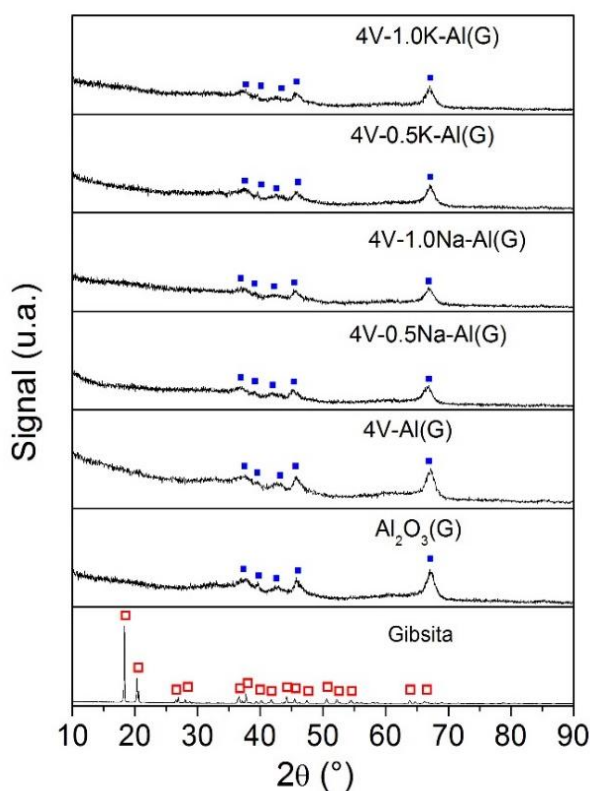 4V-1.0K-Al(G)
4V-0.5K-Al(G)
4V-1.0Na-Al(G)
4V-0.5Na-Al(G)
4V-Al(G)
Al₂O₃(G)
Gibsita
Signal (u.a.)
10 20 30 40 50 60 70 80 90
2θ (°)